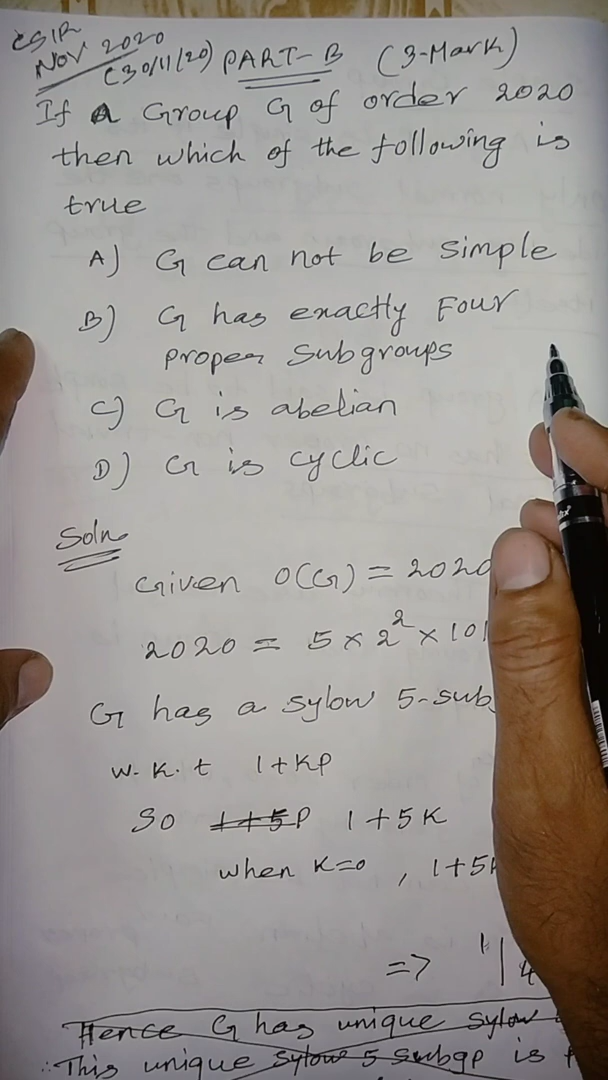 CSIR
NOV 2020
(30/11/20) PART-B (3-Mark)
If a Group G of order 2020
then which of the following is
true
A) G can not be simple
B) G has exactly Four
proper subgroups
C) G is abelian
D) G is cyclic
Soln
Given O(G) = 2020
2020 = 5 × 2² × 101
G has a sylow 5-sub
W.K.t 1+KP
So 1+5P 1+5K
when K=0, 1+5
=> 1/4
Hence G has unique sylow
∴ This unique sylow 5 subgp is